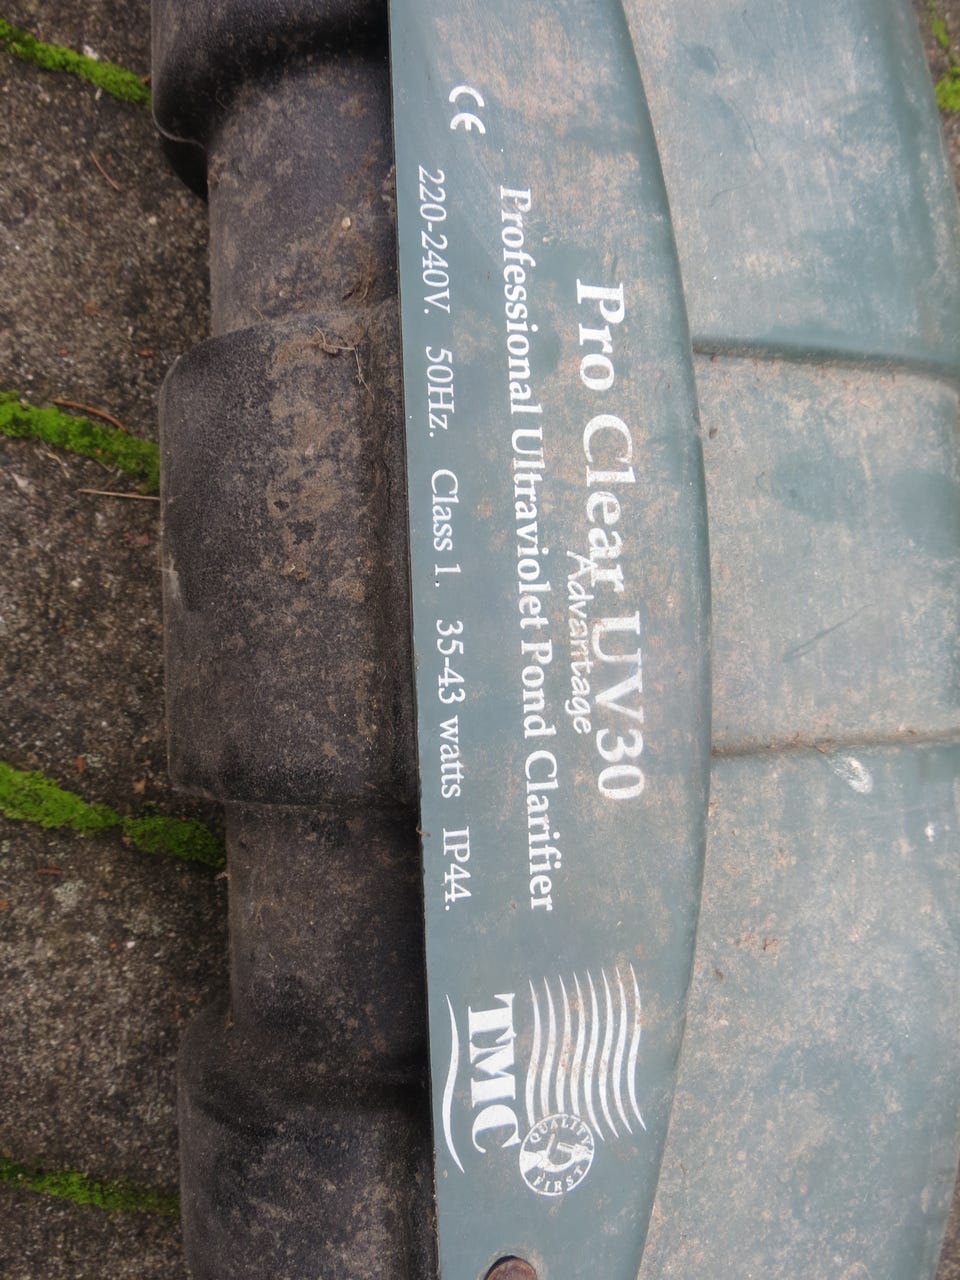 Pro Clear UV30
Advantage
Professional Ultraviolet Pond Clarifier
CE
220-240V. 50Hz. Class 1. 35-43 watts IP44.
TMC
QUALITY
FIRST